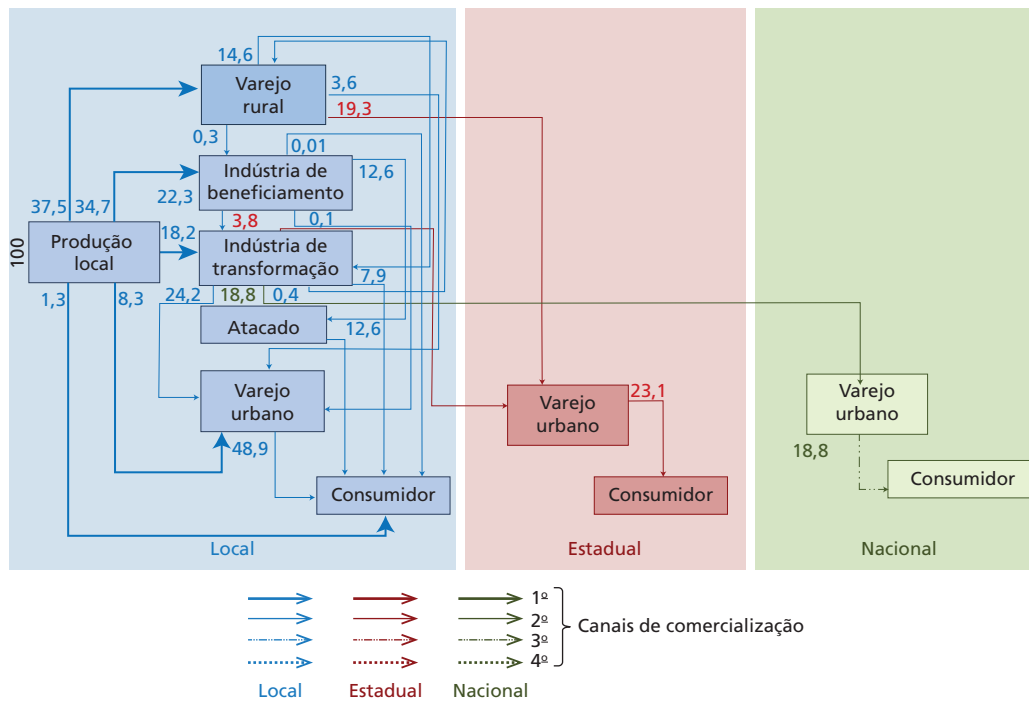 14,6
Varejo
rural
3,6
19,3
0,3
0,01
Indústria de
beneficiamento
12,6
22,3
37,5
34,7
3,8
0,1
100
Produção
local
18,2
Indústria de
transformação
7,9
1,3
8,3
24,2
18,8
0,4
Atacado
12,6
Varejo
urbano
48,9
Consumidor
Local
Varejo
urbano
23,1
Consumidor
Estadual
Varejo
urbano
18,8
Consumidor
Nacional
1º
2º
3º
4º
Canais de comercialização
Local
Estadual
Nacional